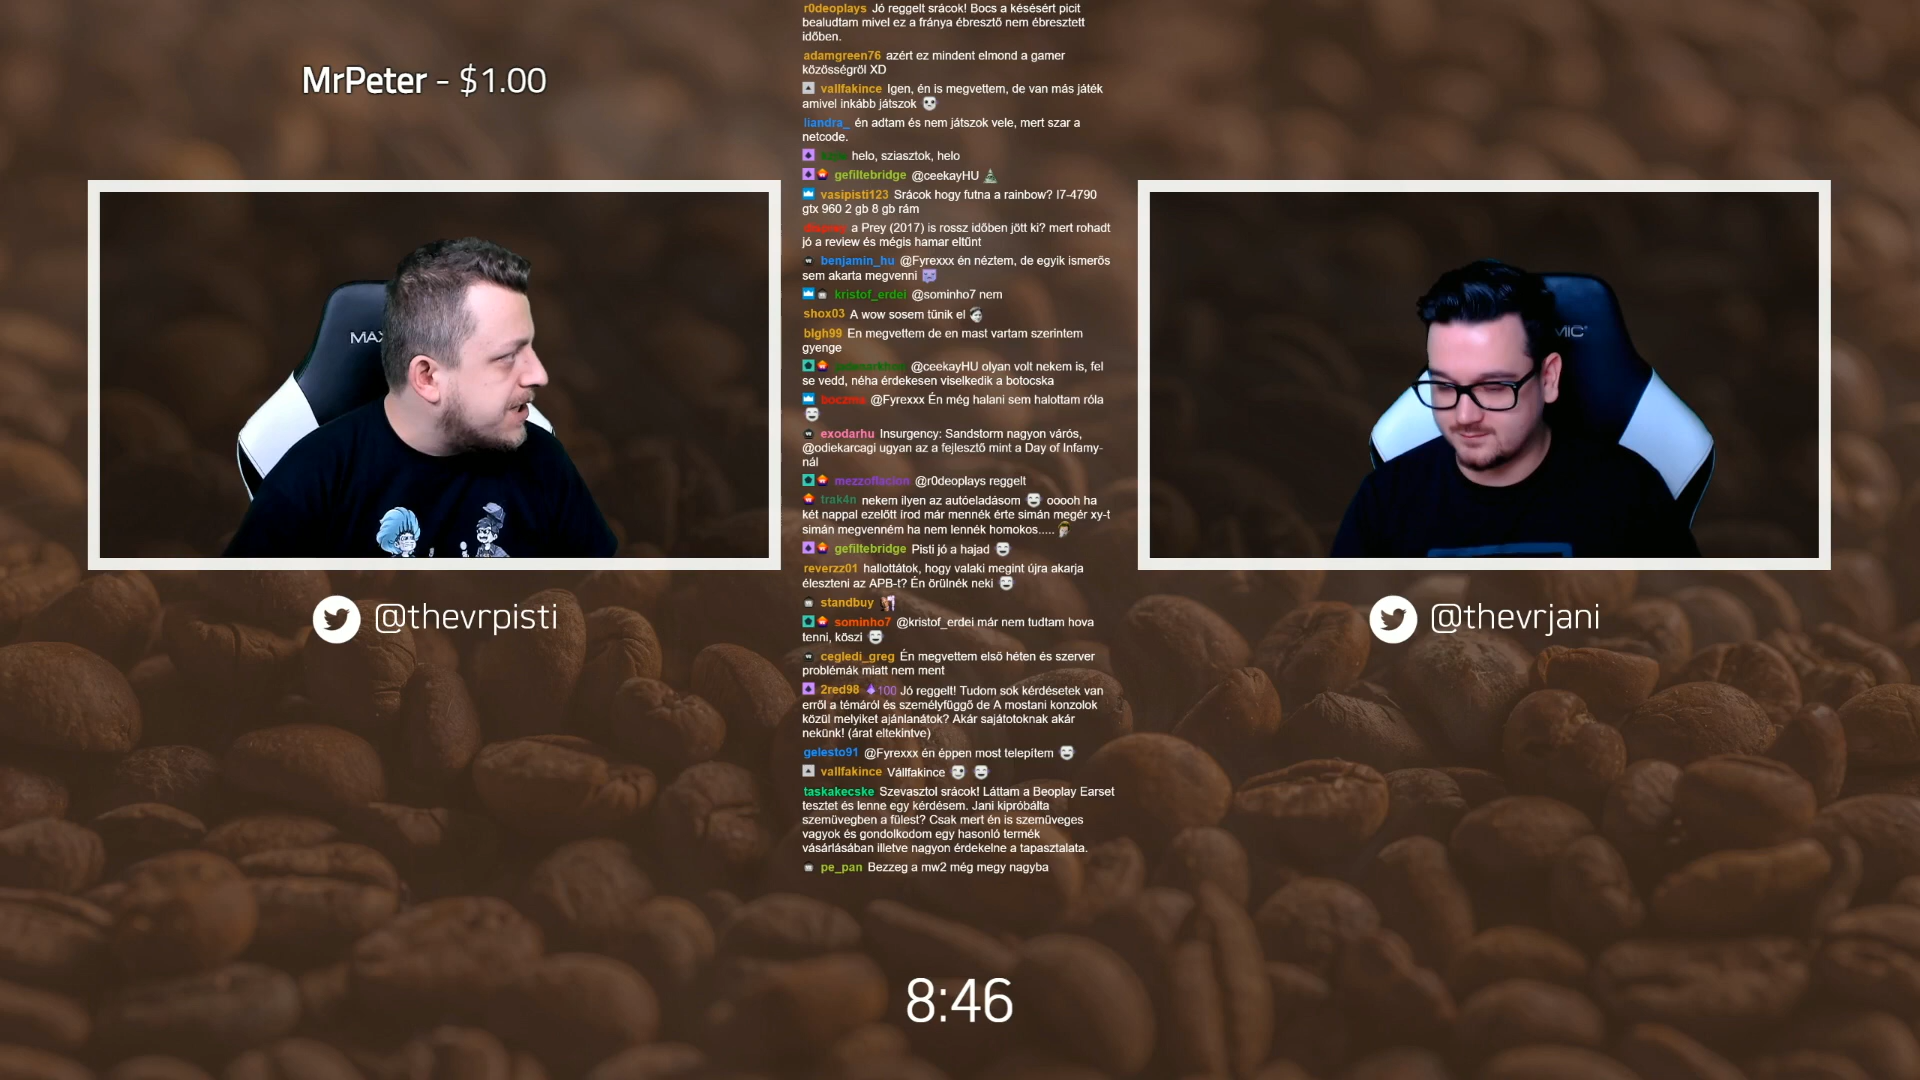 MrPeter - $1.00
MAX
MIC
@thevrpisti
@thevrjani
r0deoplays Jó reggelt srácok! Bocs a késésért picit
bealudtam mivel ez a fránya ébresztő nem ébresztett
időben.
adamgreen76 azért ez mindent elmond a gamer
közösségről XD
vallfakince Igen, én is megvettem, de van más játék
amivel inkább játszok
liandra_ én adtam és nem játszok vele, mert szar a
netcode.
helo, sziasztok, helo
gefiltebridge @ceekayHU
vasipisti123 Srácok hogy futna a rainbow? I7-4790
gtx 960 2 gb 8 gb rám
a Prey (2017) is rossz időben jött ki? mert rohadt
jó a review és mégis hamar eltűnt
benjamin_hu @Fyrexxx én néztem, de egyik ismerős
sem akarta megvenni
kristof_erdei @sominho7 nem
shox03 A wow sosem tűnik el
blgh99 En megvettem de en mast vartam szerintem
gyenge
@ceekayHU olyan volt nekem is, fel
se vedd, néha érdekesen viselkedik a botocska
boczma @Fyrexxx Én még halani sem halottam róla
exodarhu Insurgency: Sandstorm nagyon várós,
@odiekarcagi ugyan az a fejlesztő mint a Day of Infamy-
nál
mezzoflacion @r0deoplays reggelt
trak4n nekem ilyen az autóeladásom ooooh ha
két nappal ezelőtt írod már mennék érte simán megér xy-t
simán megvenném ha nem lennék homokos.....
gefiltebridge Pisti jó a hajad
reverzz01 hallottátok, hogy valaki megint újra akarja
éleszteni az APB-t? Én örülnék neki
standbuy
sominho7 @kristof_erdei már nem tudtam hova
tenni, köszi
cegledi_greg Én megvettem első héten és szerver
problémák miatt nem ment
2red98 100 Jó reggelt! Tudom sok kérdésetek van
erről a témáról és személyfüggő de A mostani konzolok
közül melyiket ajánlanátok? Akár sajátotoknak akár
nekünk! (árat eltekintve)
gelesto91 @Fyrexxx én éppen most telepítem
vallfakince Vállfakince
taskakecske Szevasztol srácok! Láttam a Beoplay Earset
tesztet és lenne egy kérdésem. Jani kipróbálta
szemüvegben a fülest? Csak mert én is szemüveges
vagyok és gondolkodom egy hasonló termék
vásárlásában illetve nagyon érdekelne a tapasztalata.
pe_pan Bezzeg a mw2 még megy nagyba
8:46